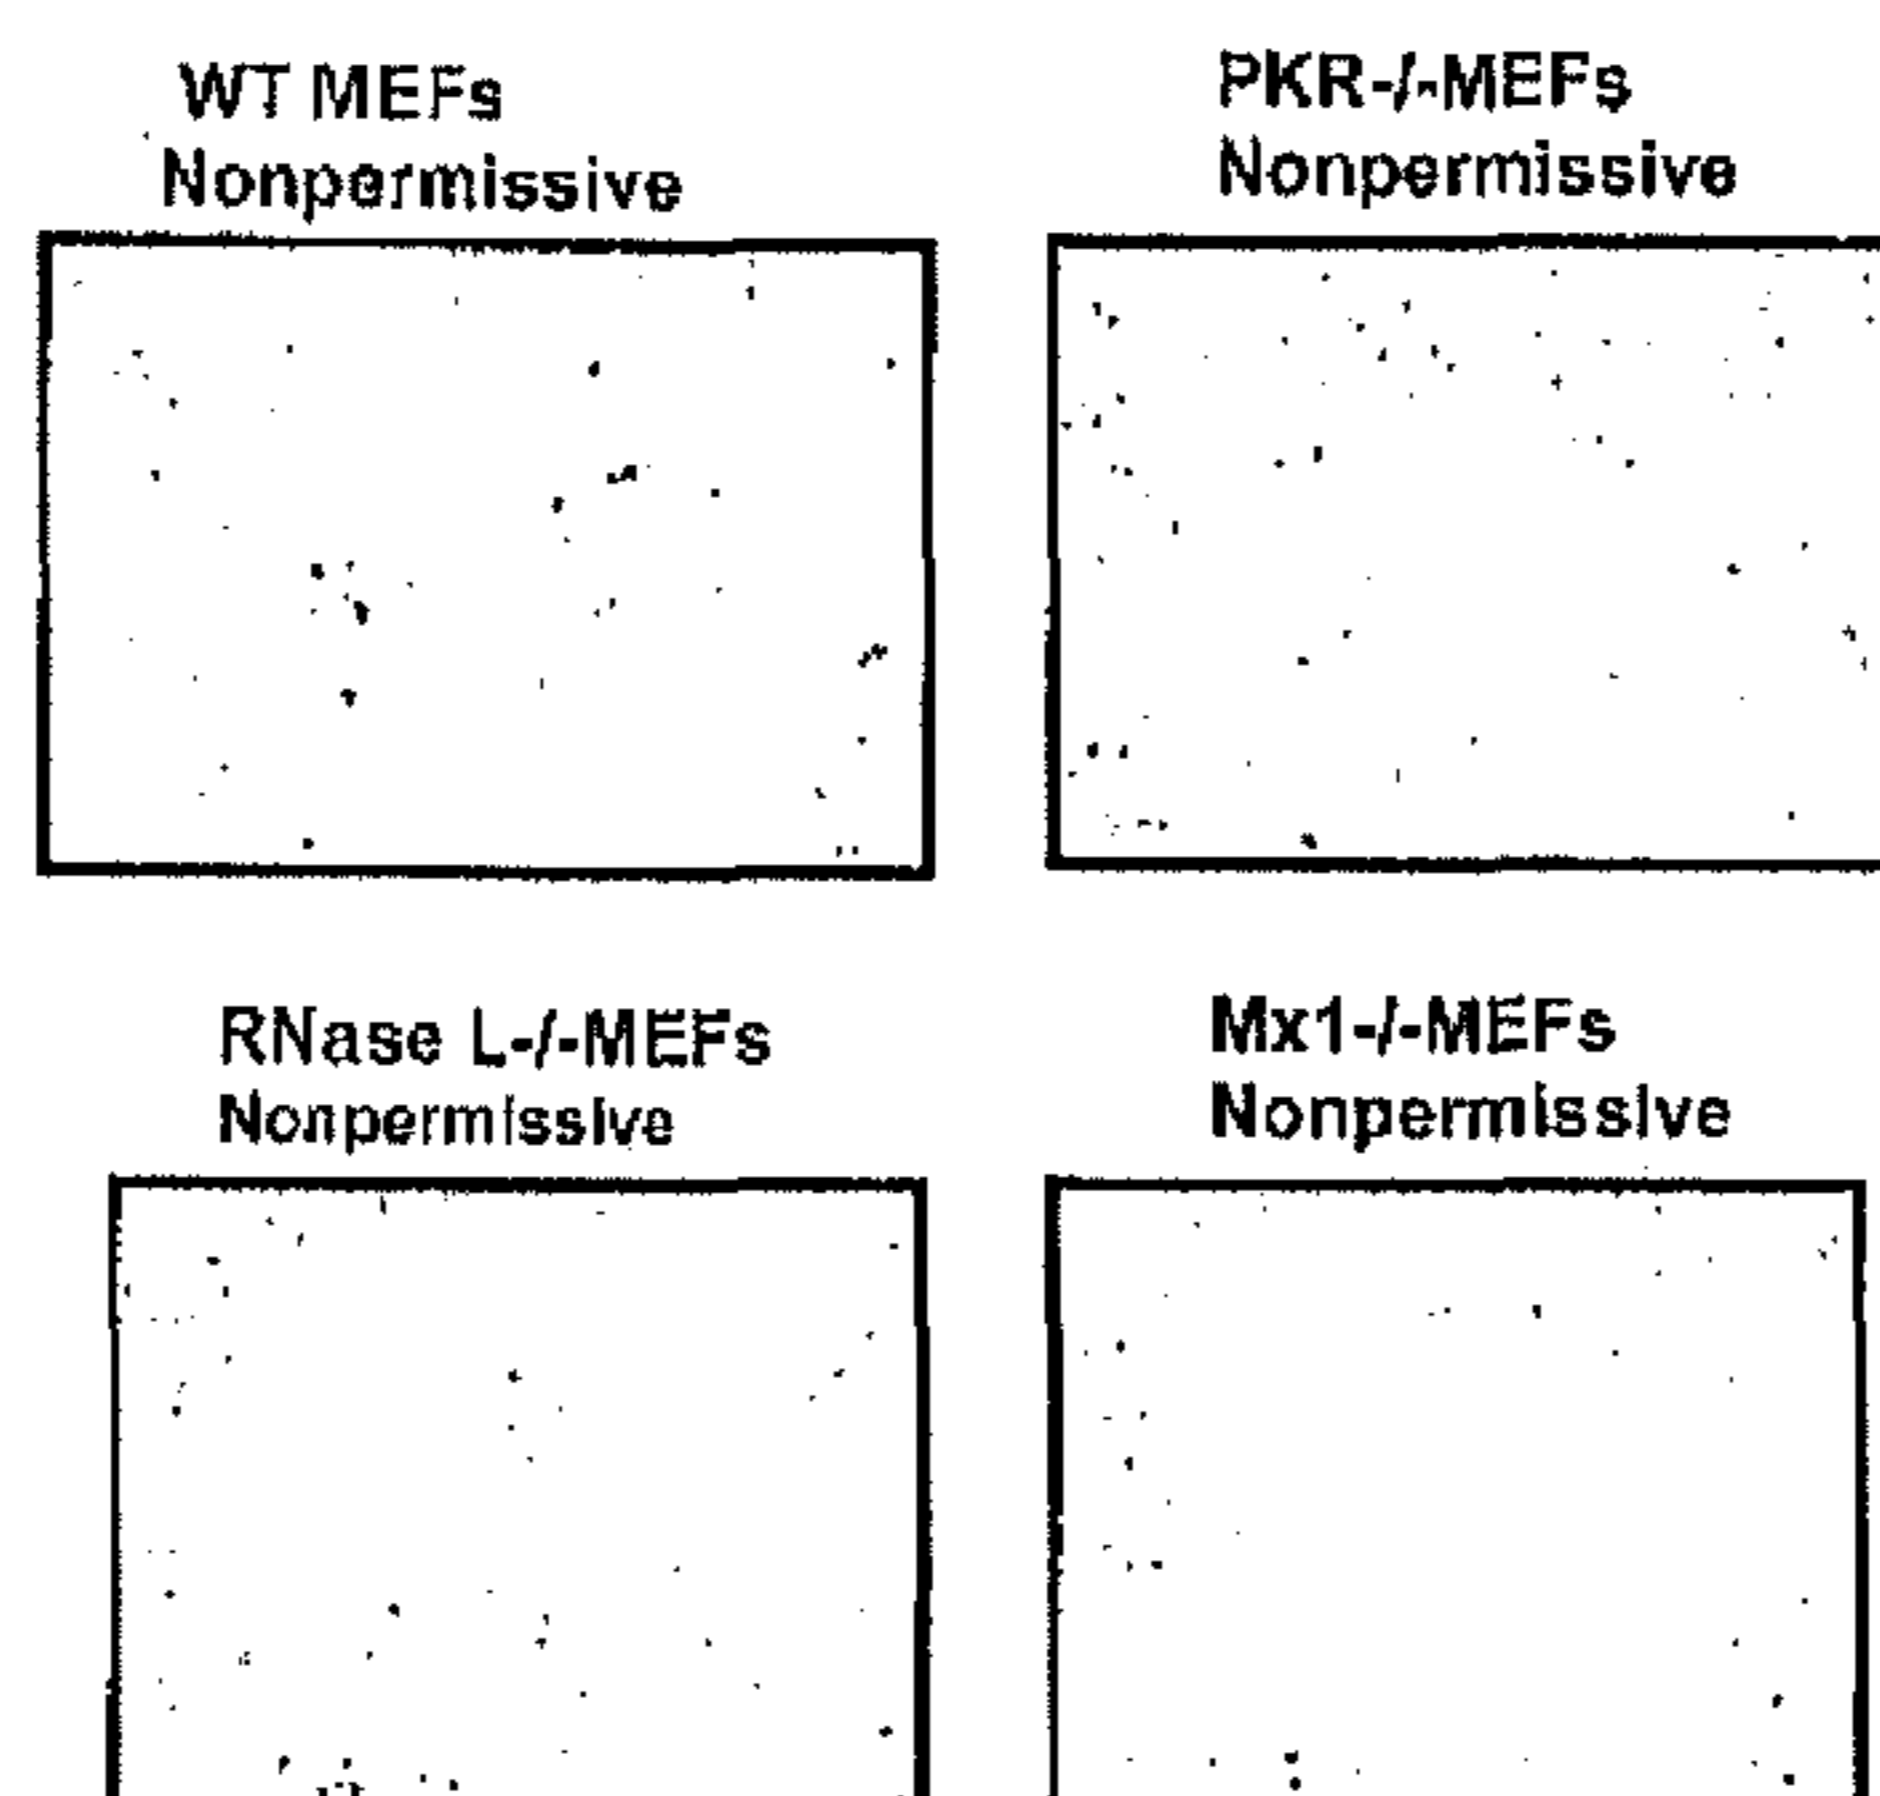 WT MEFs
Nonpermissive
PKR-/-MEFs
Nonpermissive
RNase L-/-MEFs
Nonpermissive
Mx1-/-MEFs
Nonpermissive